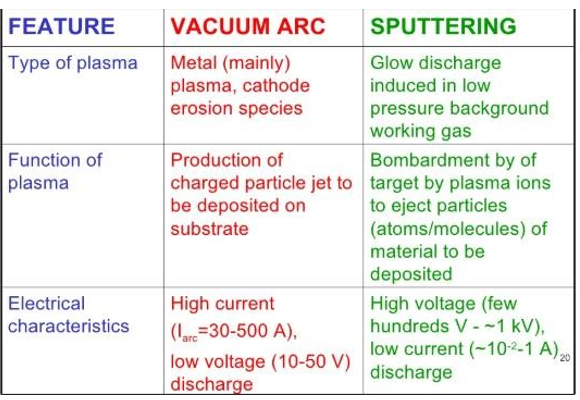 FEATURE
VACUUM ARC
SPUTTERING
Type of plasma
Metal (mainly)
plasma, cathode
erosion species
Glow discharge
induced in low
pressure background
working gas
Function of
plasma
Production of
charged particle jet to
be deposited on
substrate
Bombardment by of
target by plasma ions
to eject particles
(atoms/molecules) of
material to be
deposited
Electrical
characteristics
High current
(Iarc=30-500 A),
low voltage (10-50 V)
discharge
High voltage (few
hundreds V - ~1 kV),
low current (~10-2-1 A)
discharge
20